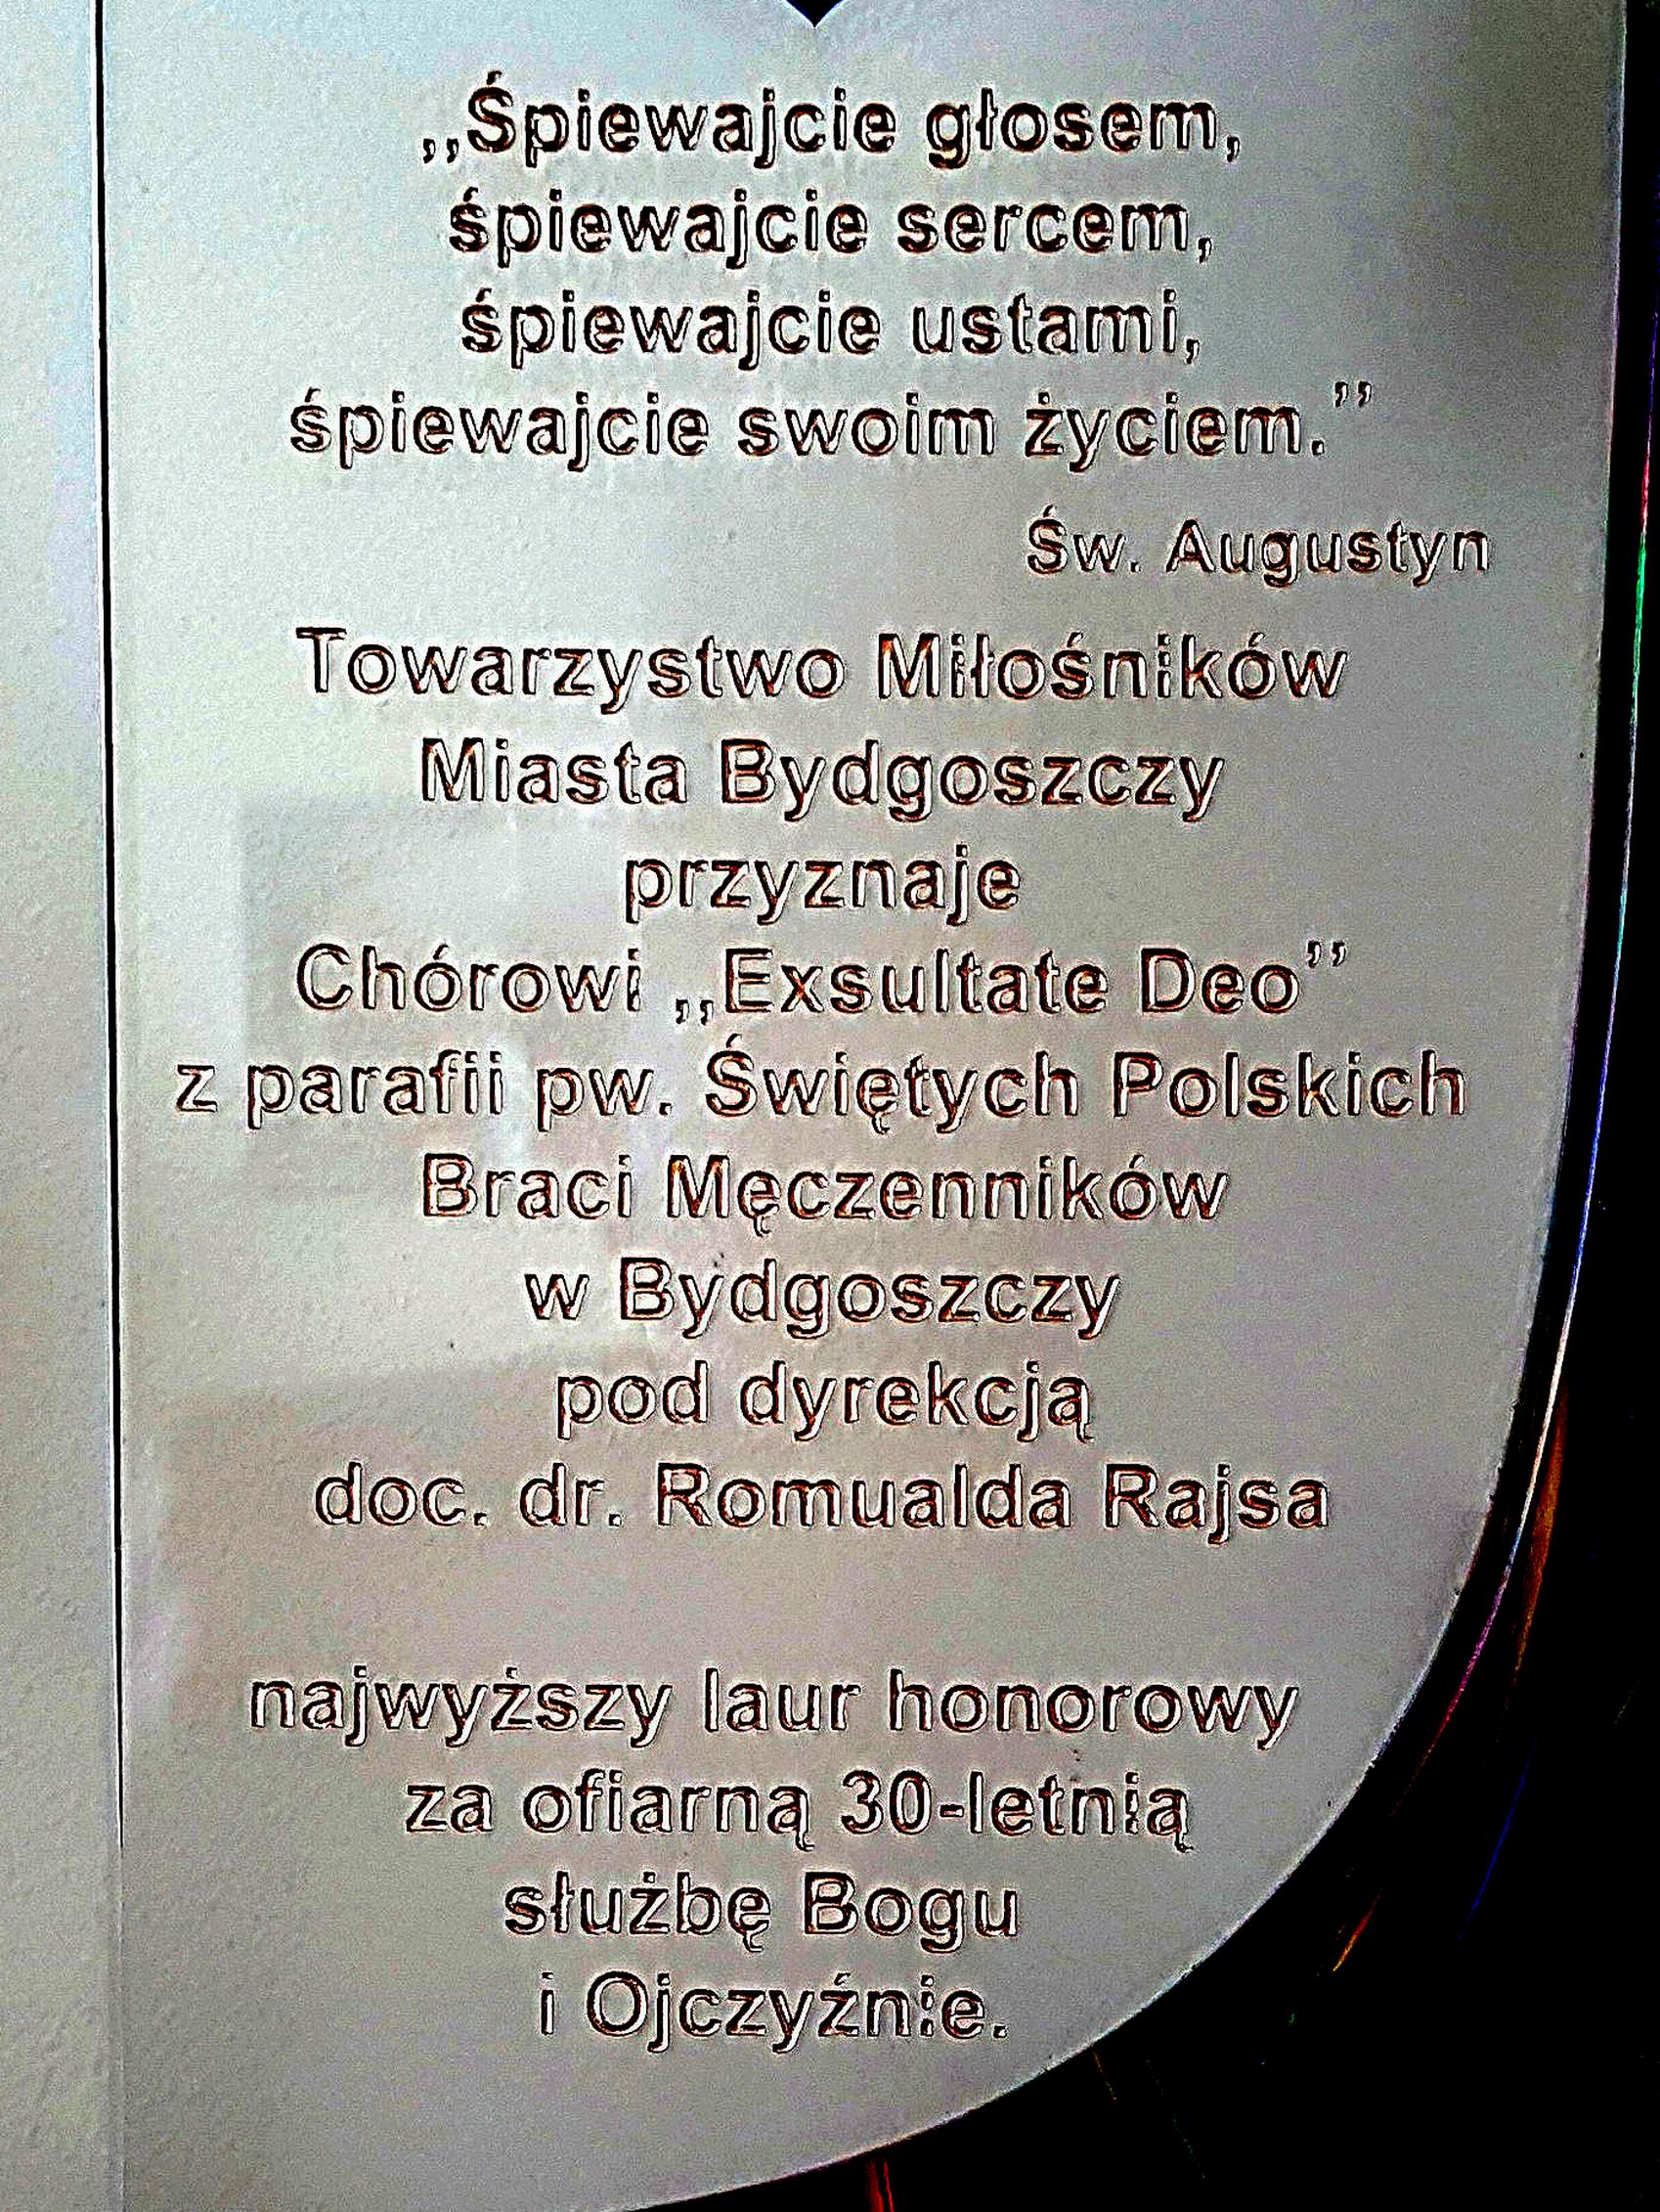 ,,Śpiewajcie głosem,
śpiewajcie sercem,
śpiewajcie ustami,
śpiewajcie swoim życiem.”
Św. Augustyn
Towarzystwo Miłośników
Miasta Bydgoszczy
przyznaje
Chórowi ,,Exsultate Deo”
z parafii pw. Świętych Polskich
Braci Męczenników
w Bydgoszczy
pod dyrekcją
doc. dr. Romualda Rajsa
najwyższy laur honorowy
za ofiarną 30-letnią
służbę Bogu
i Ojczyźnie.